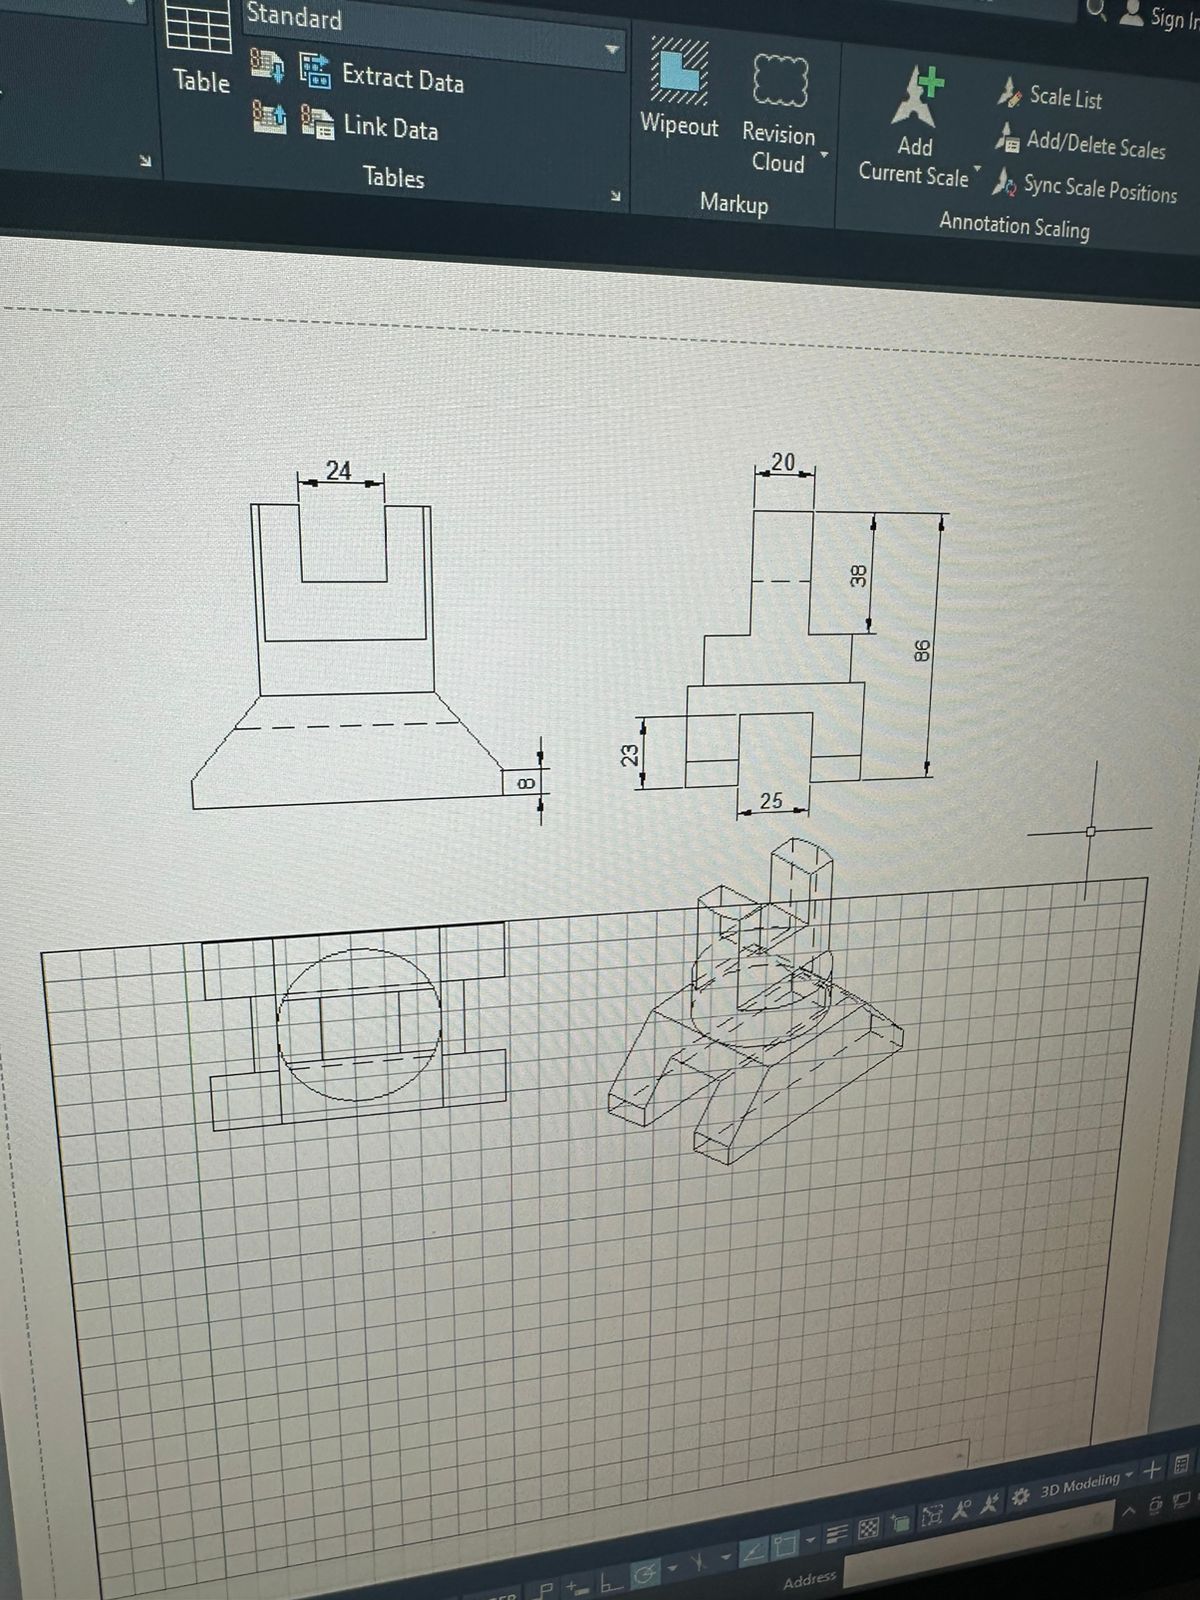 Standard
Sign In
Table
Extract Data
Link Data
Tables
Wipeout
Revision
Cloud
Markup
Add
Current Scale
Scale List
Add/Delete Scales
Sync Scale Positions
Annotation Scaling
24
20
38
86
23
8
25
3D Modeling
Address